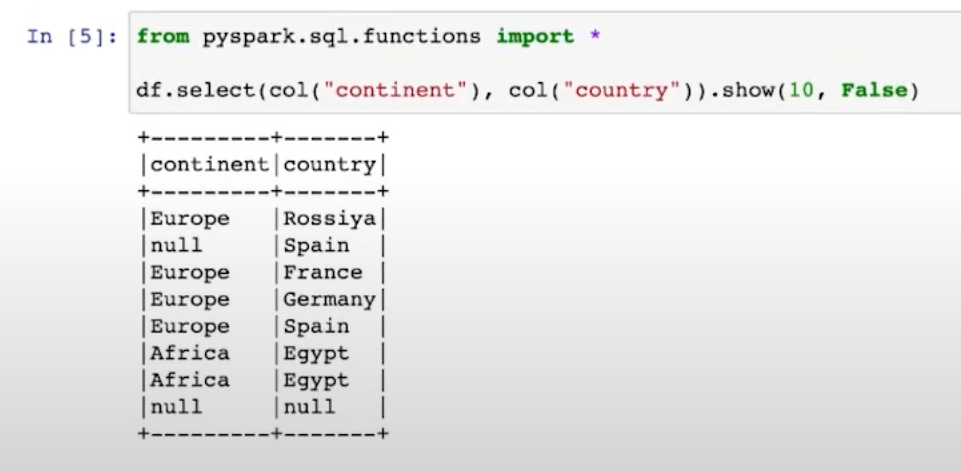 In [5]: from pyspark.sql.functions import *
df.select(col("continent"), col("country")).show(10, False)
+---------+-------+
|continent|country|
+---------+-------+
|Europe   |Rossiya|
|null     |Spain  |
|Europe   |France |
|Europe   |Germany|
|Europe   |Spain  |
|Africa   |Egypt  |
|Africa   |Egypt  |
|null     |null   |
+---------+-------+